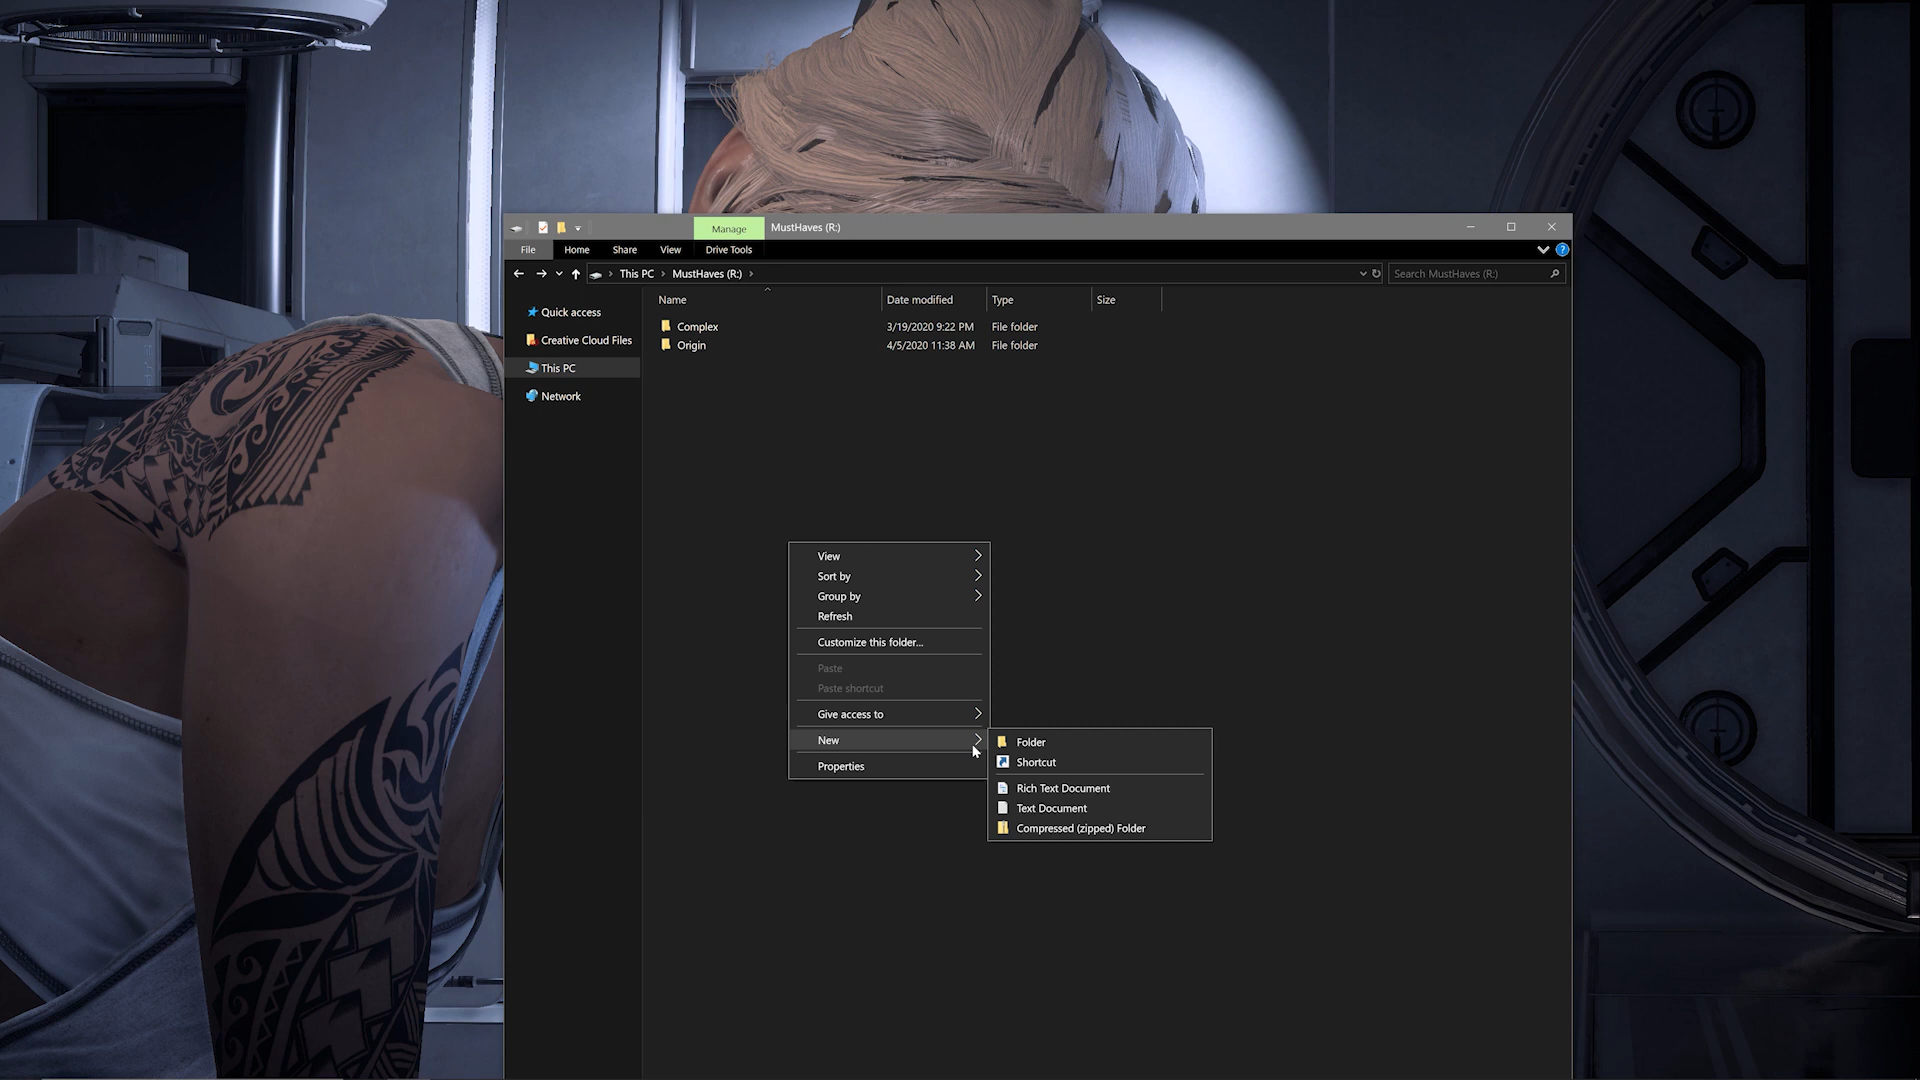 Manage
MustHaves (R:)
File
Home
Share
View
Drive Tools
This PC
MustHaves (R:)
Search MustHaves (R:)
Quick access
Creative Cloud Files
This PC
Network
Name
Date modified
Type
Size
Complex
3/19/2020 9:22 PM
File folder
Origin
4/5/2020 11:38 AM
File folder
View
Sort by
Group by
Refresh
Customize this folder...
Paste
Paste shortcut
Give access to
New
Properties
Folder
Shortcut
Rich Text Document
Text Document
Compressed (zipped) Folder